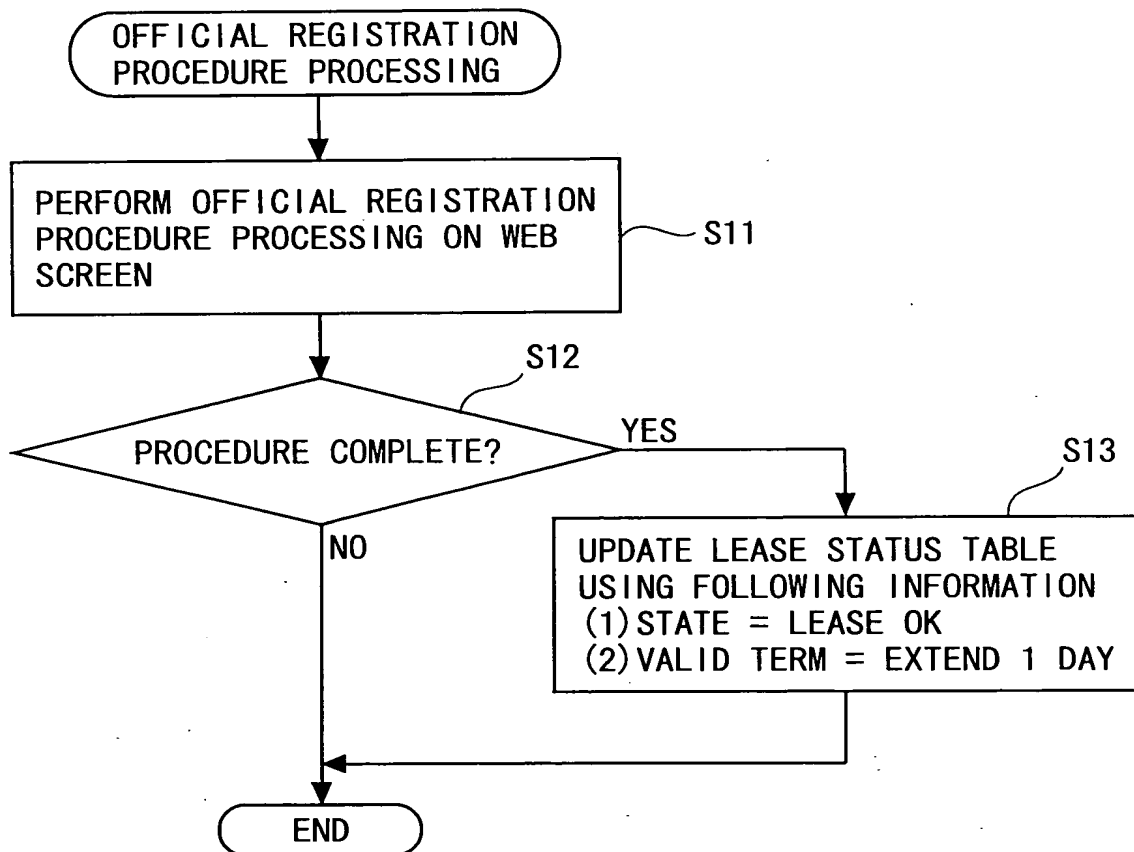 OFFICIAL REGISTRATION
PROCEDURE PROCESSING
PERFORM OFFICIAL REGISTRATION
PROCEDURE PROCESSING ON WEB
SCREEN
S11
S12
PROCEDURE COMPLETE?
YES
S13
NO
UPDATE LEASE STATUS TABLE
USING FOLLOWING INFORMATION
(1) STATE = LEASE OK
(2) VALID TERM = EXTEND 1 DAY
END